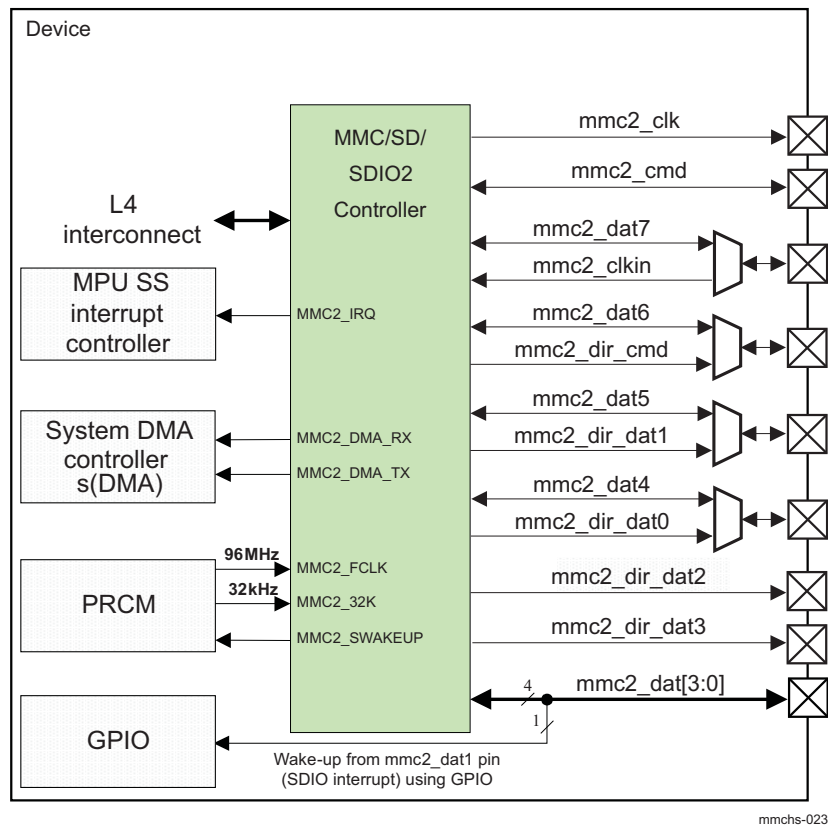 Device
MMC/SD/
SDIO2
Controller
L4
interconnect
MPU SS
interrupt
controller
MMC2_IRQ
System DMA
controller
s(DMA)
MMC2_DMA_RX
MMC2_DMA_TX
PRCM
96MHz
32kHz
MMC2_FCLK
MMC2_32K
MMC2_SWAKEUP
GPIO
mmc2_clk
mmc2_cmd
mmc2_dat7
mmc2_clkin
mmc2_dat6
mmc2_dir_cmd
mmc2_dat5
mmc2_dir_dat1
mmc2_dat4
mmc2_dir_dat0
mmc2_dir_dat2
mmc2_dir_dat3
4
mmc2_dat[3:0]
1
Wake-up from mmc2_dat1 pin
(SDIO interrupt) using GPIO
mmchs-023